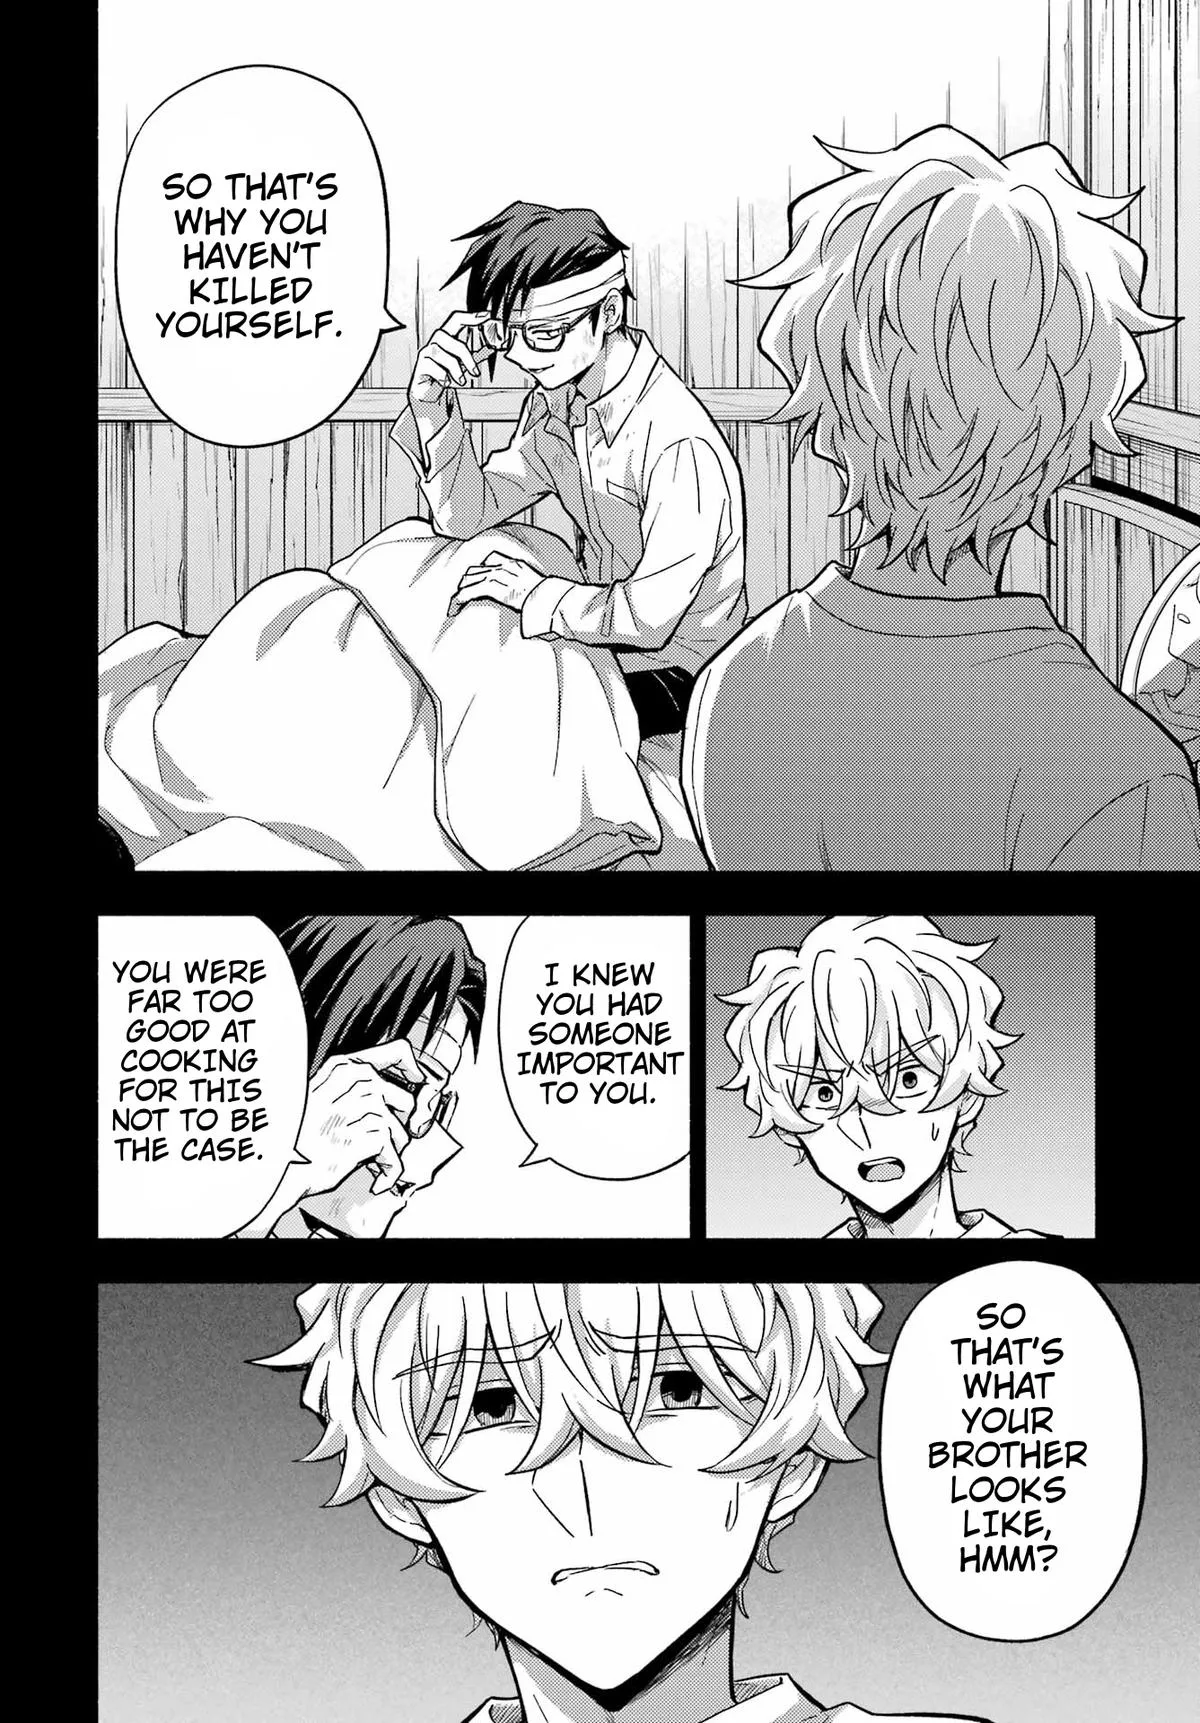 SO THAT'S
WHY YOU
HAVEN'T
KILLED
YOURSELF.
I KNEW
YOU HAD
SOMEONE
IMPORTANT
TO YOU.
YOU WERE
FAR TOO
GOOD AT
COOKING
FOR THIS
NOT TO BE
THE CASE.
SO
THAT'S
WHAT
YOUR
BROTHER
LOOKS
LIKE,
HMM?